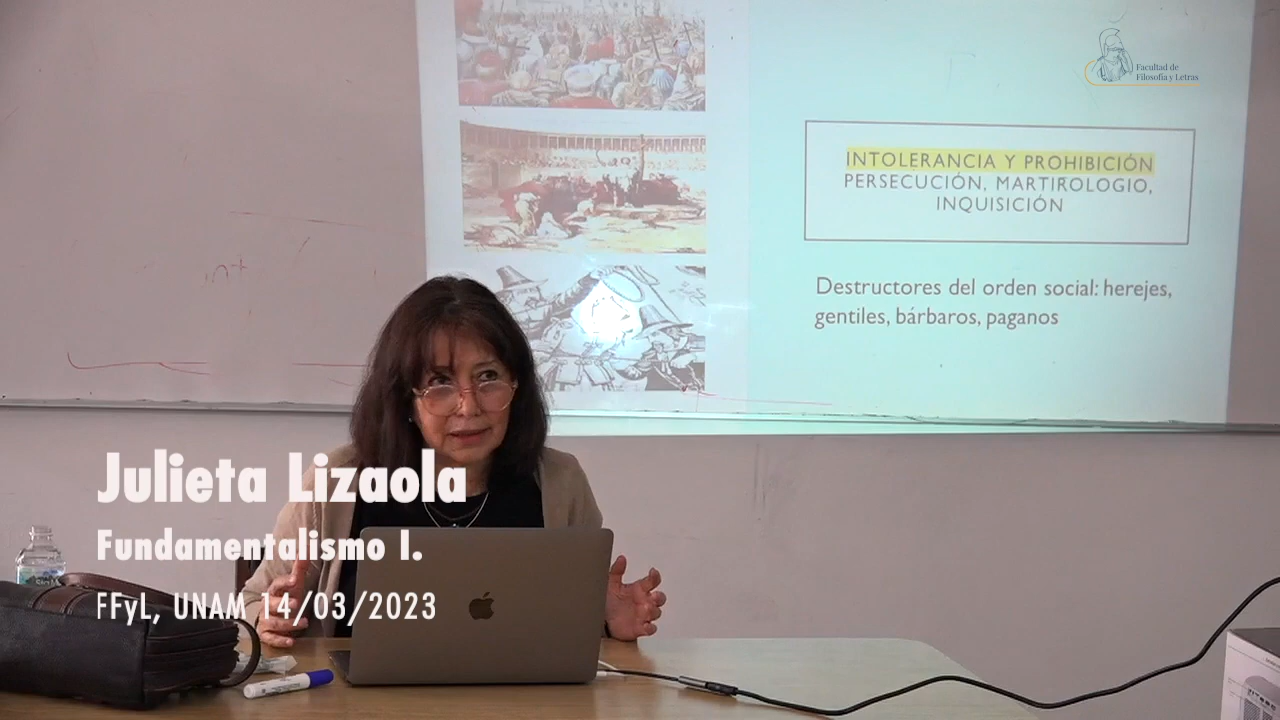 Facultad de
Filosofía y Letras
INTOLERANCIA Y PROHIBICIÓN
PERSECUCIÓN, MARTIROLOGIO,
INQUISICIÓN
Destructores del orden social: herejes,
gentiles, bárbaros, paganos
Julieta Lizaola
Fundamentalismo I.
FFyL, UNAM 14/03/2023